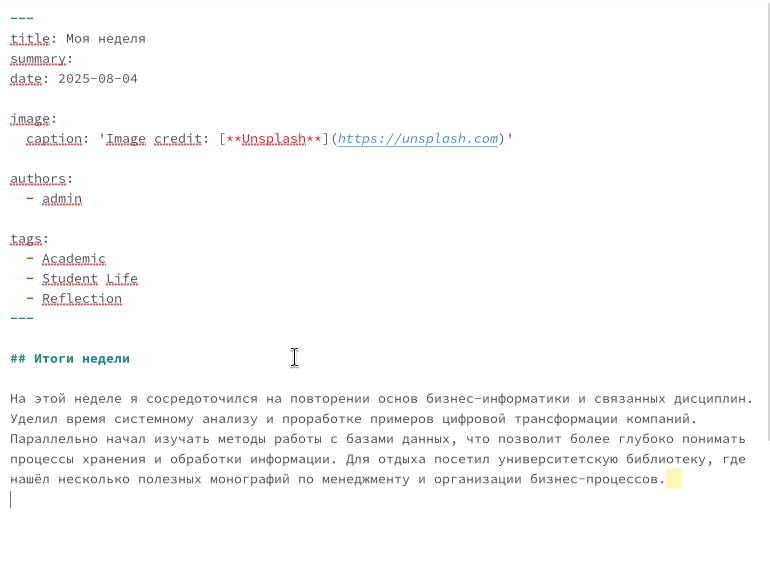 ---
title: Моя неделя
summary:
date: 2025-08-04
image:
caption: 'Image credit: [**Unsplash**](https://unsplash.com)'
authors:
- admin
tags:
- Academic
- Student Life
- Reflection
---
## Итоги недели
На этой неделе я сосредоточился на повторении основ бизнес-информатики и связанных дисциплин.
Уделил время системному анализу и проработке примеров цифровой трансформации компаний.
Параллельно начал изучать методы работы с базами данных, что позволит более глубоко понимать
процессы хранения и обработки информации. Для отдыха посетил университетскую библиотеку, где
нашёл несколько полезных монографий по менеджменту и организации бизнес-процессов.